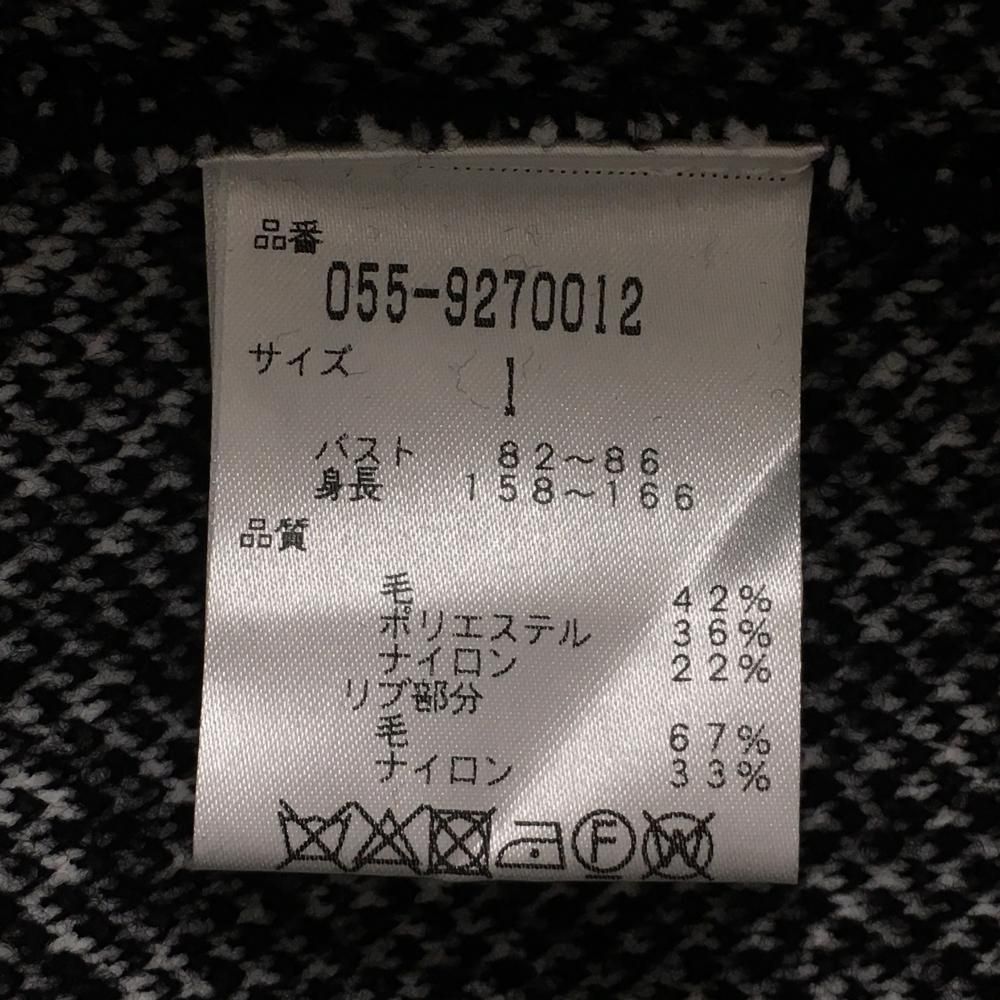 品番
055-9270012
サイズ
1
バスト 82～86
身長 158～166
品質
毛 42%
ポリエステル 36%
ナイロン 22%
リブ部分
毛 67%
ナイロン 33%
F W